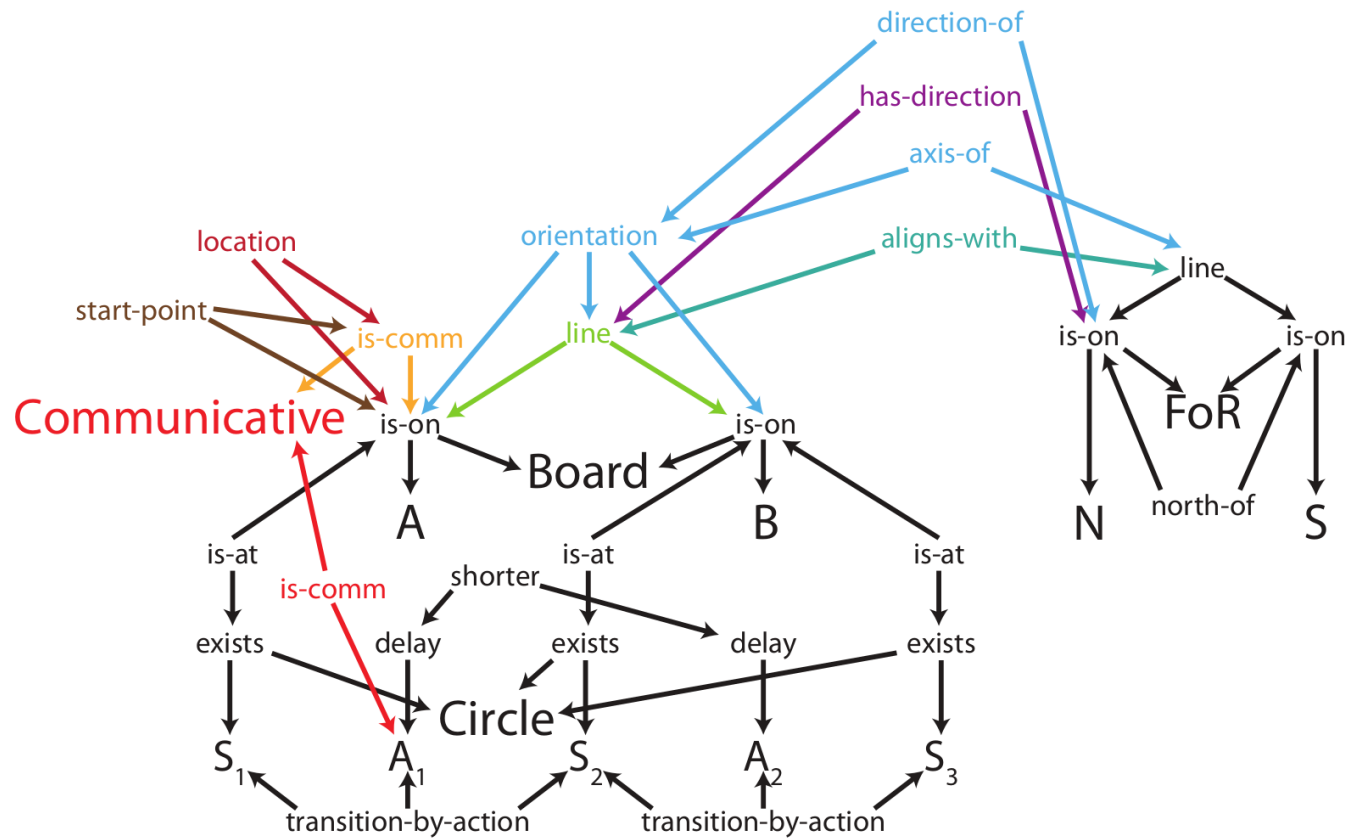 direction-of
has-direction
axis-of
location
orientation
aligns-with
line
start-point
is-comm
line
is-on
is-on
Communicative
is-on
is-on
FoR
Board
A
B
N
north-of
S
is-at
is-at
is-at
is-comm
shorter
exists
delay
exists
delay
exists
Circle
S1
A1
S2
A2
S3
transition-by-action
transition-by-action